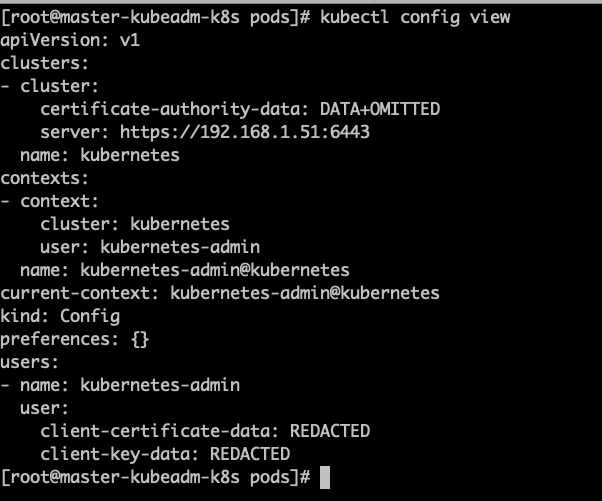 [root@master-kubeadm-k8s pods]# kubectl config view
apiVersion: v1
clusters:
- cluster:
    certificate-authority-data: DATA+OMITTED
    server: https://192.168.1.51:6443
  name: kubernetes
contexts:
- context:
    cluster: kubernetes
    user: kubernetes-admin
  name: kubernetes-admin@kubernetes
current-context: kubernetes-admin@kubernetes
kind: Config
preferences: {}
users:
- name: kubernetes-admin
  user:
    client-certificate-data: REDACTED
    client-key-data: REDACTED
[root@master-kubeadm-k8s pods]#